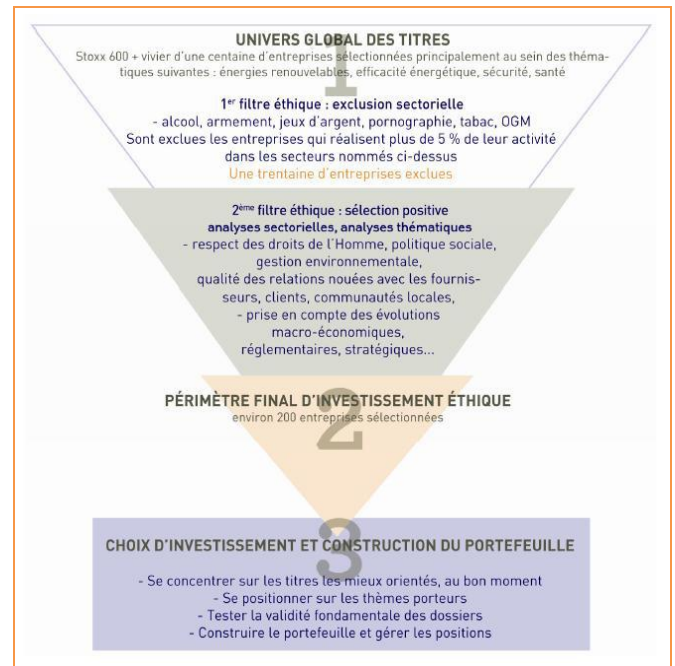 1
UNIVERS GLOBAL DES TITRES
Stoxx 600 + vivier d'une centaine d'entreprises sélectionnées principalement au sein des théma-
tiques suivantes : énergies renouvelables, efficacité énergétique, sécurité, santé
1er filtre éthique : exclusion sectorielle
- alcool, armement, jeux d'argent, pornographie, tabac, OGM
Sont exclues les entreprises qui réalisent plus de 5 % de leur activité
dans les secteurs nommés ci-dessus
Une trentaine d'entreprises exclues
2ème filtre éthique : sélection positive
analyses sectorielles, analyses thématiques
- respect des droits de l'Homme, politique sociale,
gestion environnementale,
qualité des relations nouées avec les fournis-
seurs, clients, communautés locales,
- prise en compte des évolutions
macro-économiques,
réglementaires, stratégiques...
2
PÉRIMÈTRE FINAL D'INVESTISSEMENT ÉTHIQUE
environ 200 entreprises sélectionnées
3
CHOIX D'INVESTISSEMENT ET CONSTRUCTION DU PORTEFEUILLE
- Se concentrer sur les titres les mieux orientés, au bon moment
- Se positionner sur les thèmes porteurs
- Tester la validité fondamentale des dossiers
- Construire le portefeuille et gérer les positions